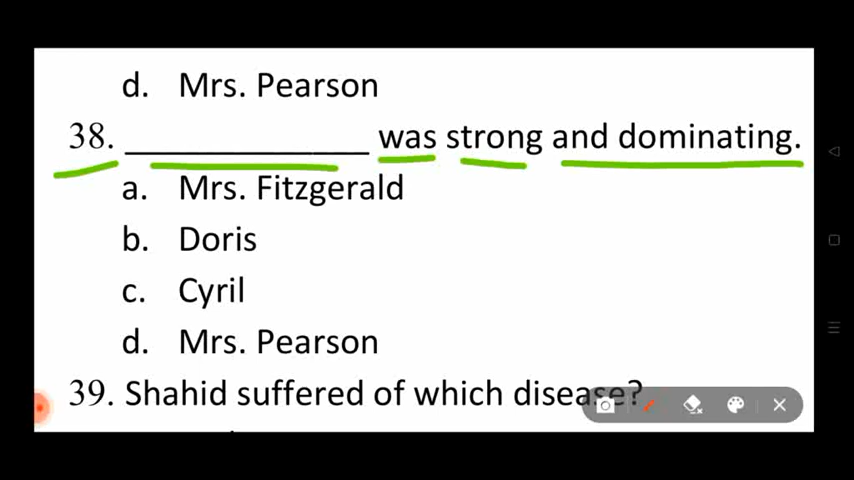 d. Mrs. Pearson
38. ______________ was strong and dominating.
a. Mrs. Fitzgerald
b. Doris
c. Cyril
d. Mrs. Pearson
39. Shahid suffered of which disease?